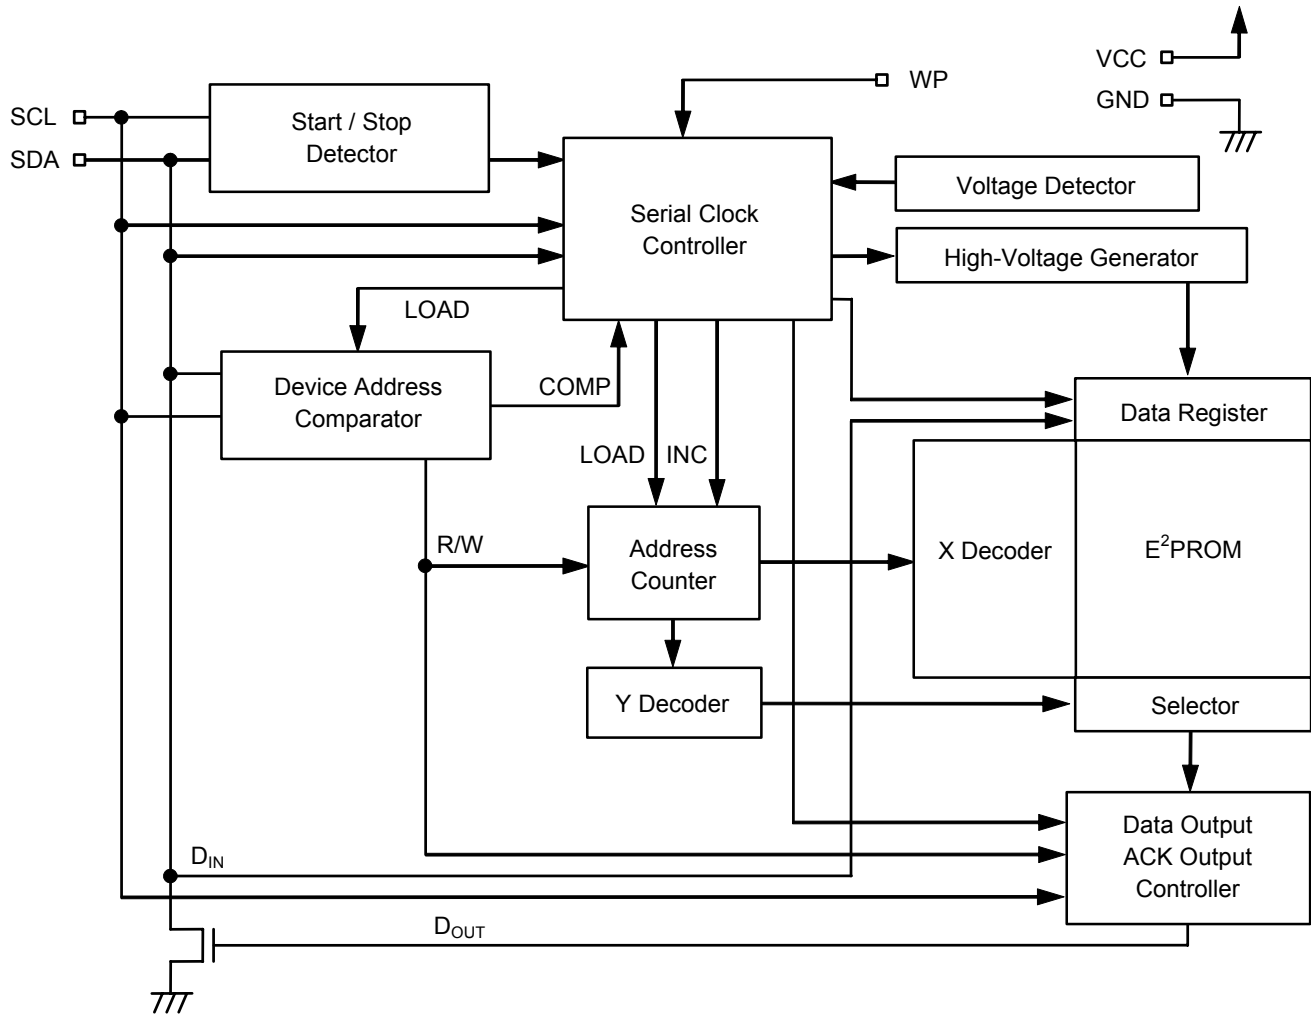 VCC
WP
GND
SCL
Start / Stop
Detector
SDA
Voltage Detector
Serial Clock
Controller
High-Voltage Generator
LOAD
Device Address
Comparator
COMP
Data Register
LOAD
INC
R/W
Address
Counter
X Decoder
E²PROM
Y Decoder
Selector
Data Output
ACK Output
Controller
DIN
DOUT